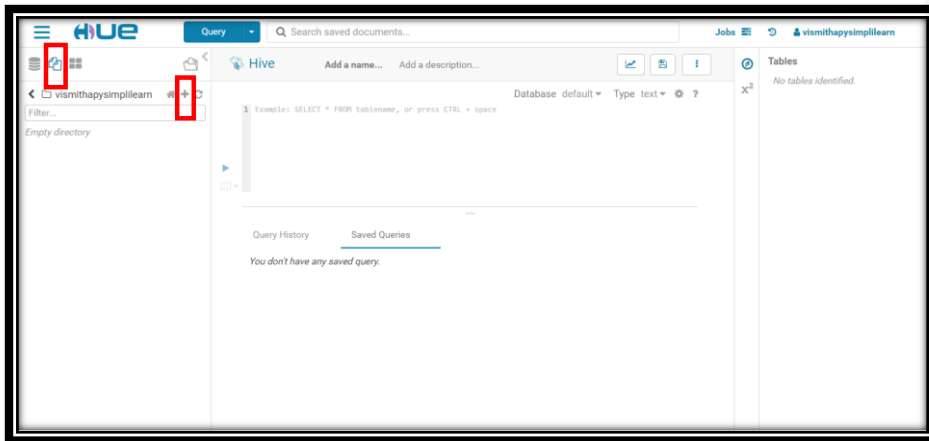 HUE
Query
Search saved documents...
Jobs
vismithapysimplilearn
Hive
Add a name...
Add a description...
Tables
No tables identified.
x²
vismithapysimplilearn
Filter...
Empty directory
Database default
Type text
?
1 Example: SELECT * FROM tablename, or press CTRL + space
Query History
Saved Queries
You don't have any saved query.